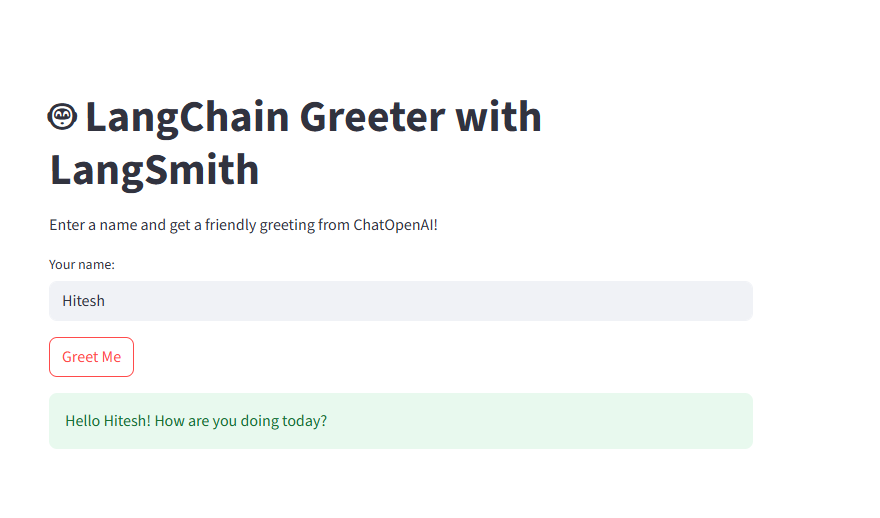 LangChain Greeter with
LangSmith
Enter a name and get a friendly greeting from ChatOpenAI!
Your name:
Hitesh
Greet Me
Hello Hitesh! How are you doing today?